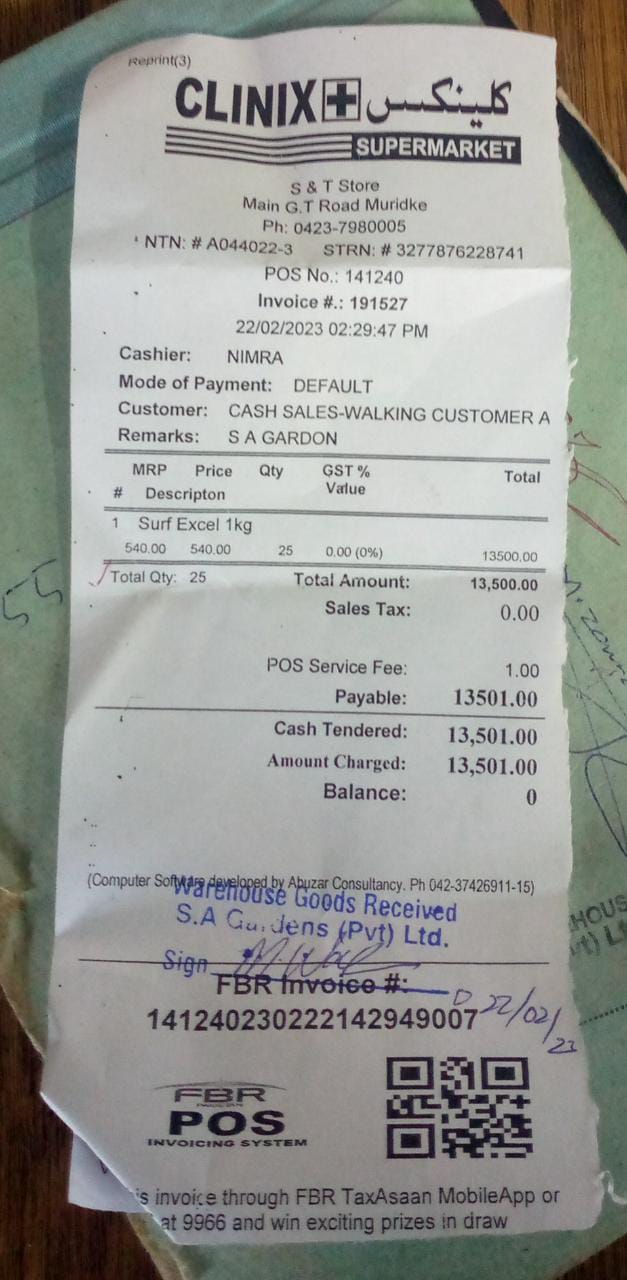 Reprint(3)
CLINIX کلینکس
SUPERMARKET
S & T Store
Main G.T Road Muridke
Ph: 0423-7980005
NTN: # A044022-3 STRN: # 3277876228741
POS No.: 141240
Invoice #.: 191527
22/02/2023 02:29:47 PM
Cashier: NIMRA
Mode of Payment: DEFAULT
Customer: CASH SALES-WALKING CUSTOMER A
Remarks: S A GARDON
MRP Price Qty GST % Total
Value
# Descripton
1 Surf Excel 1kg
540.00 540.00 25 0.00 (0%) 13500.00
Total Qty: 25 Total Amount: 13,500.00
Sales Tax: 0.00
55
POS Service Fee: 1.00
Payable: 13501.00
Cash Tendered: 13,501.00
Amount Charged: 13,501.00
Balance: 0
(Computer Software developed by Abuzar Consultancy. Ph 042-37426911-15)
Warehouse Goods Received
S.A Gardens (Pvt) Ltd.
Sign
FBR Invoice #:
141240230222142949007
D 22/02/23
FBR
POS
INVOICING SYSTEM
is invoice through FBR TaxAsaan MobileApp or
at 9966 and win exciting prizes in draw